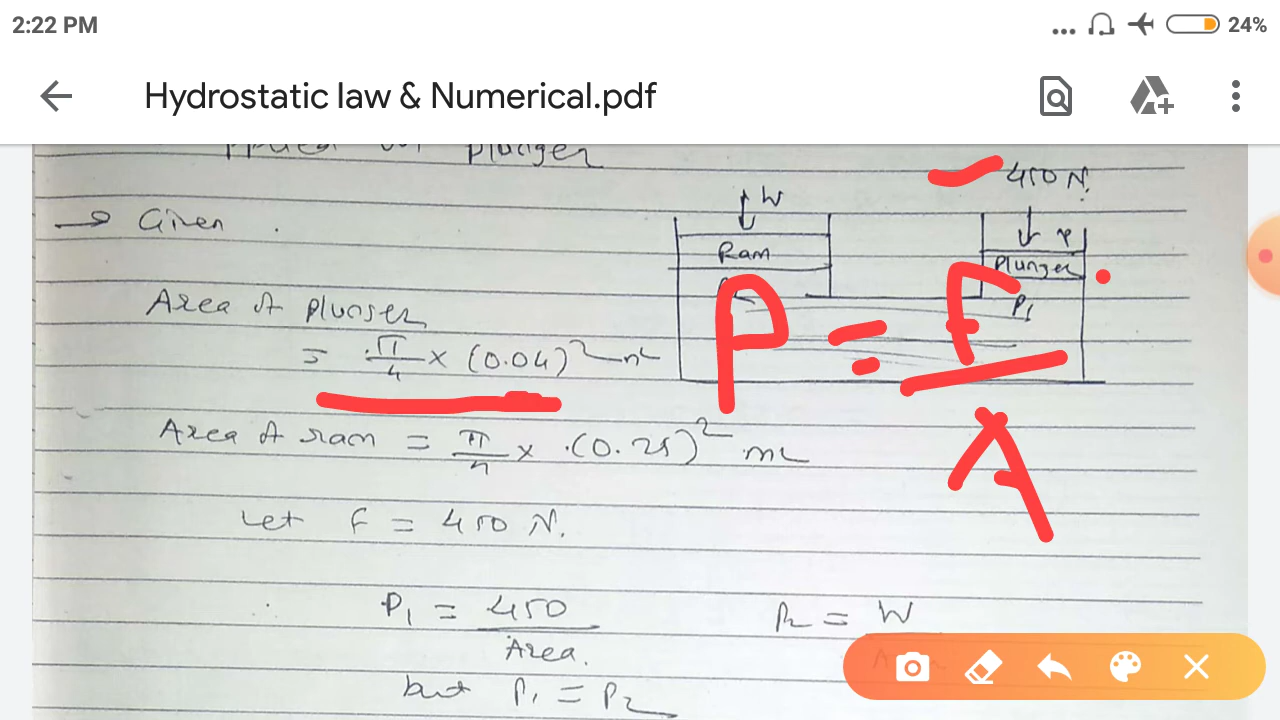 2:22 PM
24%
Hydrostatic law & Numerical.pdf
plunger
450 N.
W
→ Given .
P
Ram
Plunger
P1
Area of plunger
= π/4 × (0.04)² m²
P = F/A
Area of ram = π/4 × (0.25)² m²
Let F = 450 N.
P1 = 450/Area.
P2 = W
but P1 = P2